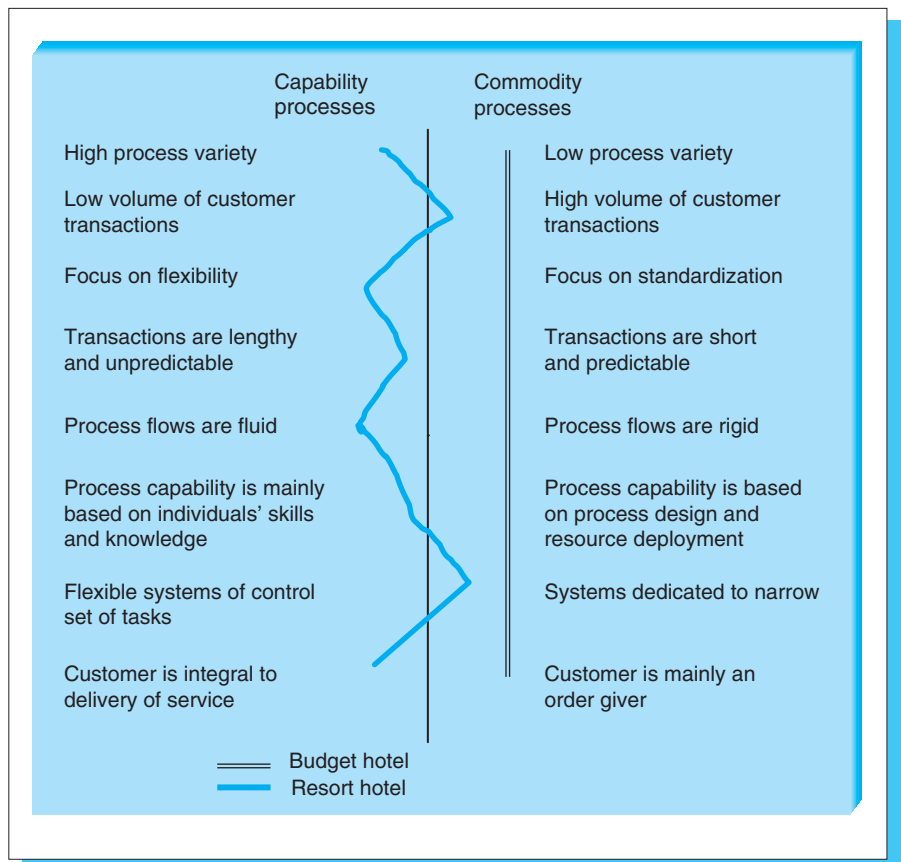 Capability
processes
Commodity
processes
High process variety
Low process variety
Low volume of customer
transactions
High volume of customer
transactions
Focus on flexibility
Focus on standardization
Transactions are lengthy
and unpredictable
Transactions are short
and predictable
Process flows are fluid
Process flows are rigid
Process capability is mainly
based on individuals’ skills
and knowledge
Process capability is based
on process design and
resource deployment
Flexible systems of control
set of tasks
Systems dedicated to narrow
Customer is integral to
delivery of service
Customer is mainly an
order giver
Budget hotel
Resort hotel